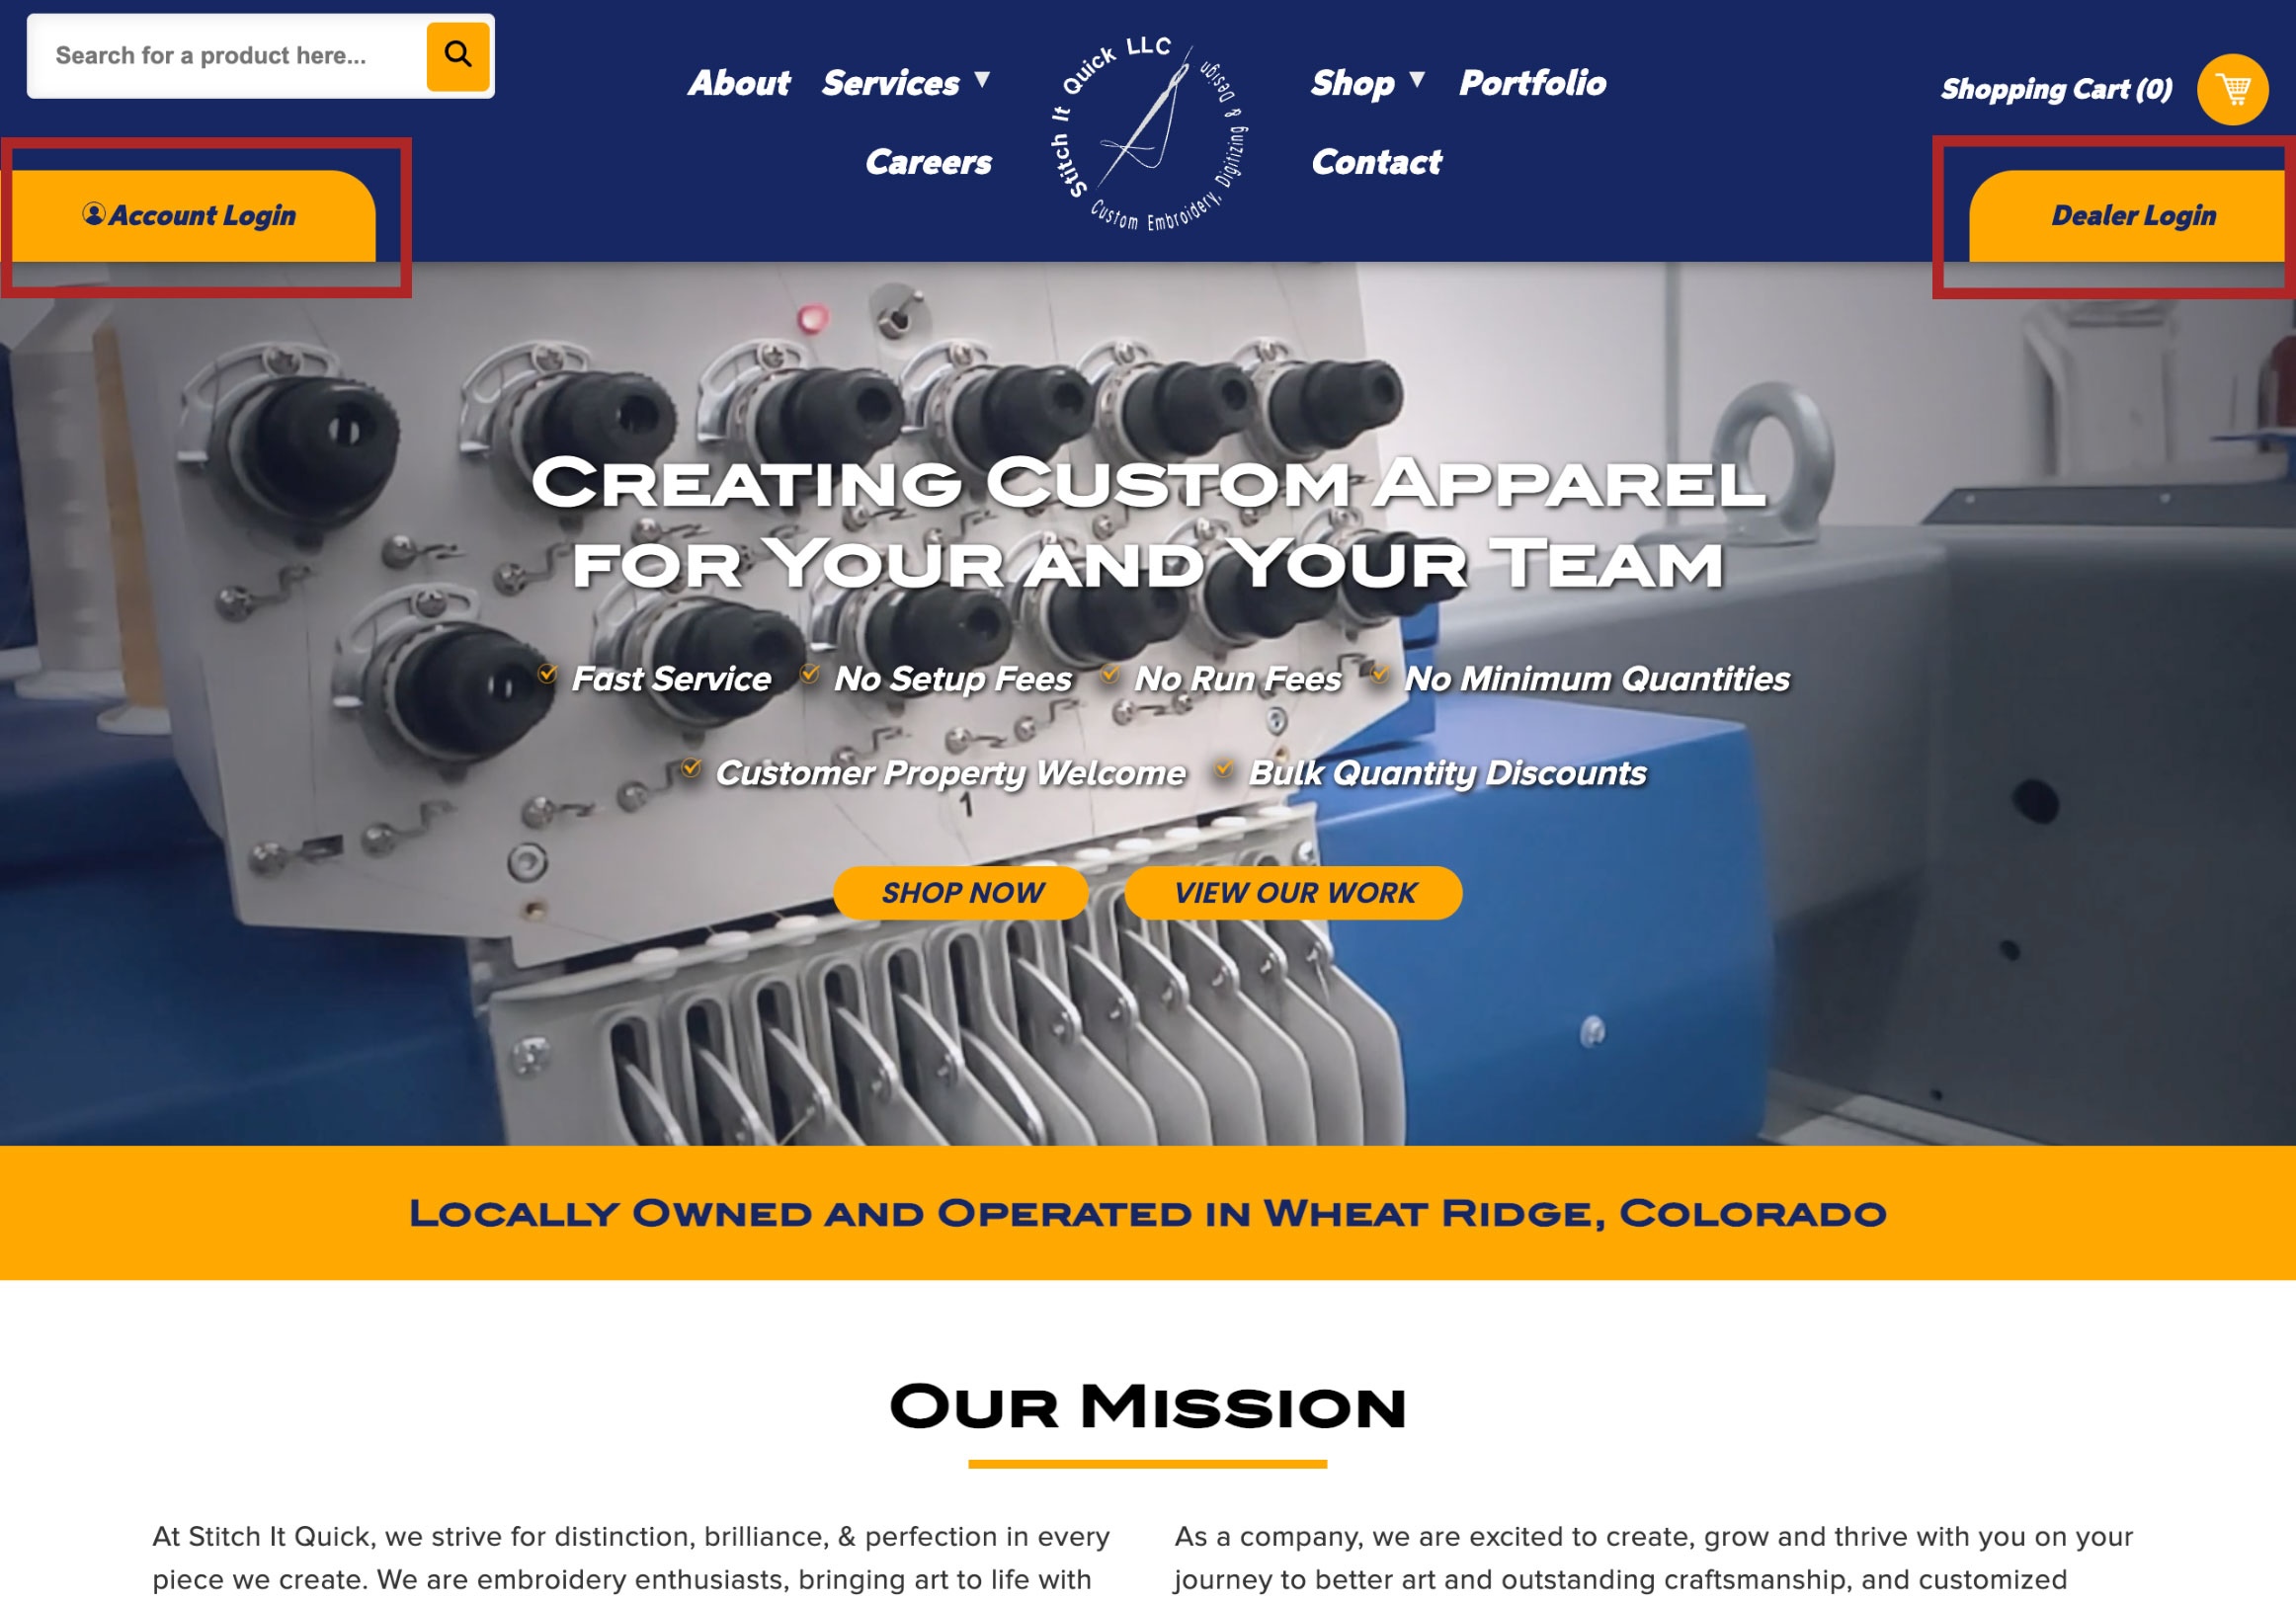 Search for a product here...
About Services ▼
Careers
Stitch It Quick LLC
Custom Embroidery, Digitizing & Design
Shop ▼ Portfolio
Contact
Shopping Cart (0)
Account Login
Dealer Login
Creating Custom Apparel
for Your and Your Team
Fast Service No Setup Fees No Run Fees No Minimum Quantities
Customer Property Welcome Bulk Quantity Discounts
1
SHOP NOW VIEW OUR WORK
Locally Owned and Operated in Wheat Ridge, Colorado
Our Mission
At Stitch It Quick, we strive for distinction, brilliance, & perfection in every
piece we create. We are embroidery enthusiasts, bringing art to life with
As a company, we are excited to create, grow and thrive with you on your
journey to better art and outstanding craftsmanship, and customized